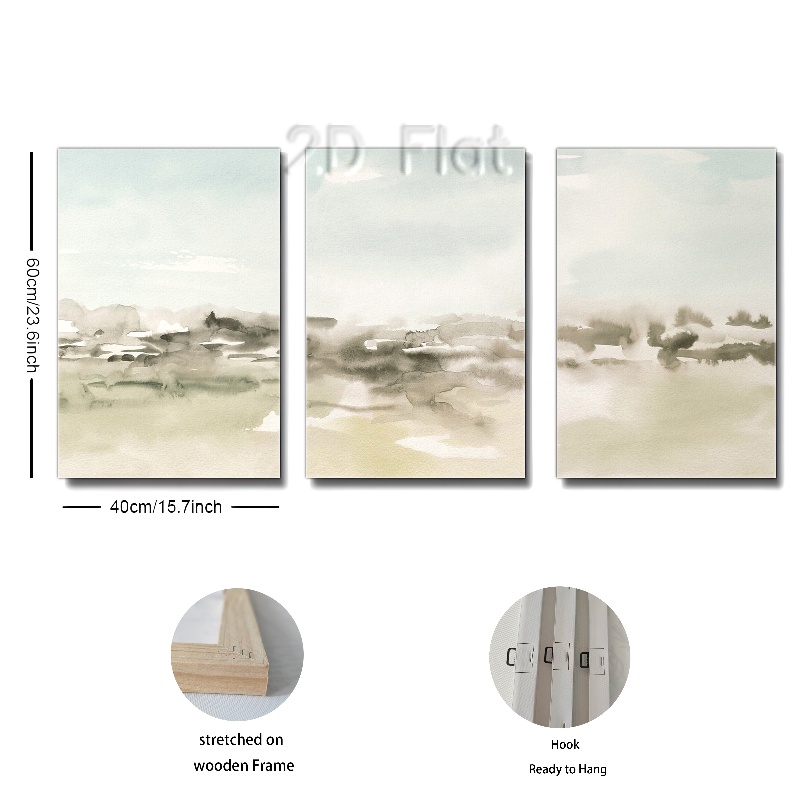 2D Flat
60cm/23.6inch
40cm/15.7inch
stretched on
wooden Frame
Hook
Ready to Hang